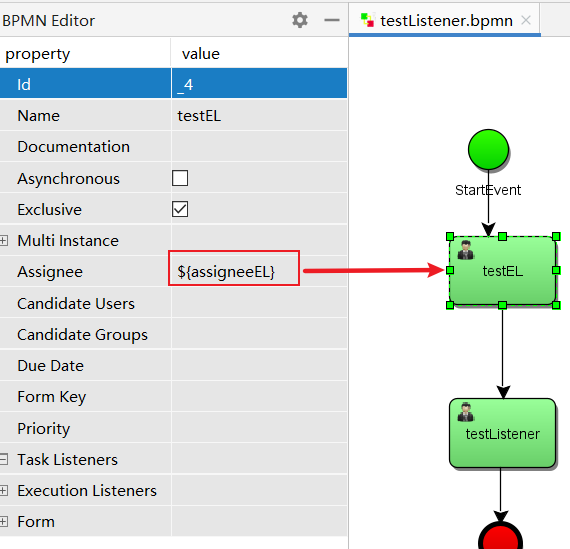 BPMN Editor
property value
Id _4
Name testEL
Documentation
Asynchronous
Exclusive
Multi Instance
Assignee ${assigneeEL}
Candidate Users
Candidate Groups
Due Date
Form Key
Priority
Task Listeners
Execution Listeners
Form
testListener.bpmn
StartEvent
testEL
testListener